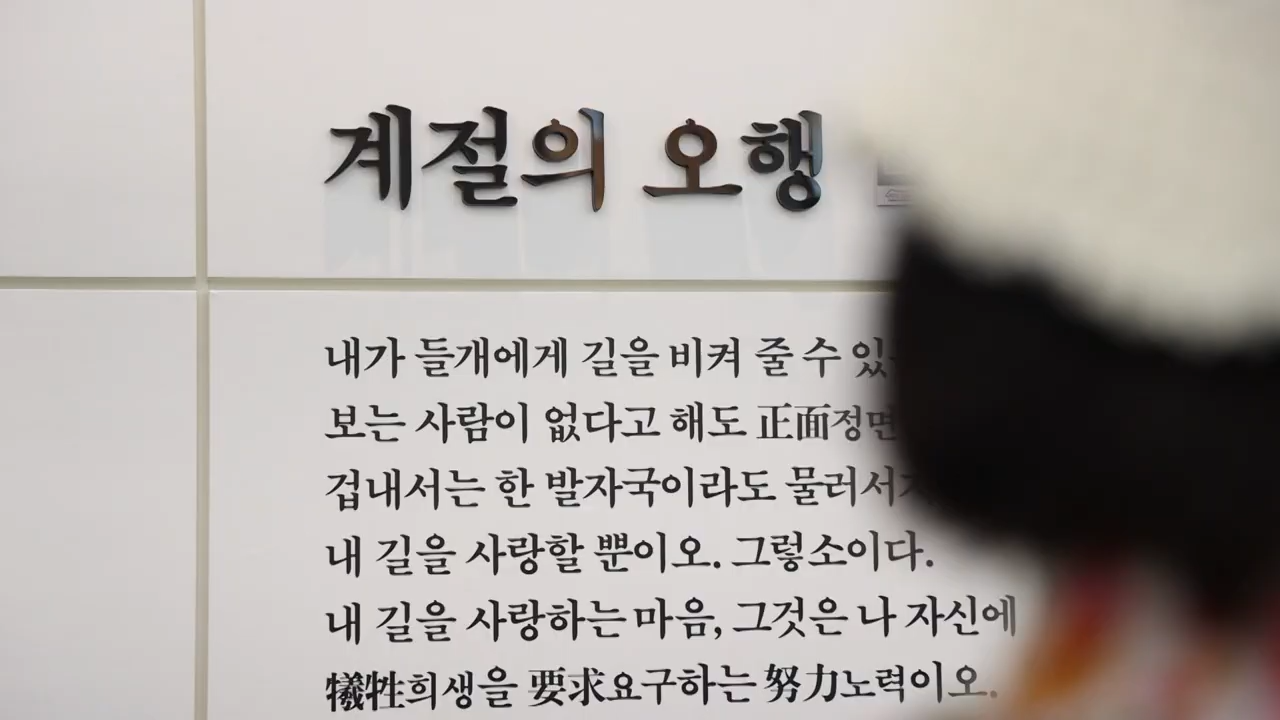 계절의 오행
내가 들개에게 길을 비켜 줄 수
보는 사람이 없다고 해도 正面정면
겁내서는 한 발자국이라도
내 길을 사랑할 뿐이오. 그렇소이다.
내 길을 사랑하는 마음, 그것은 나 자신에
犧牲희생을 要求요구하는 努力노력이오.